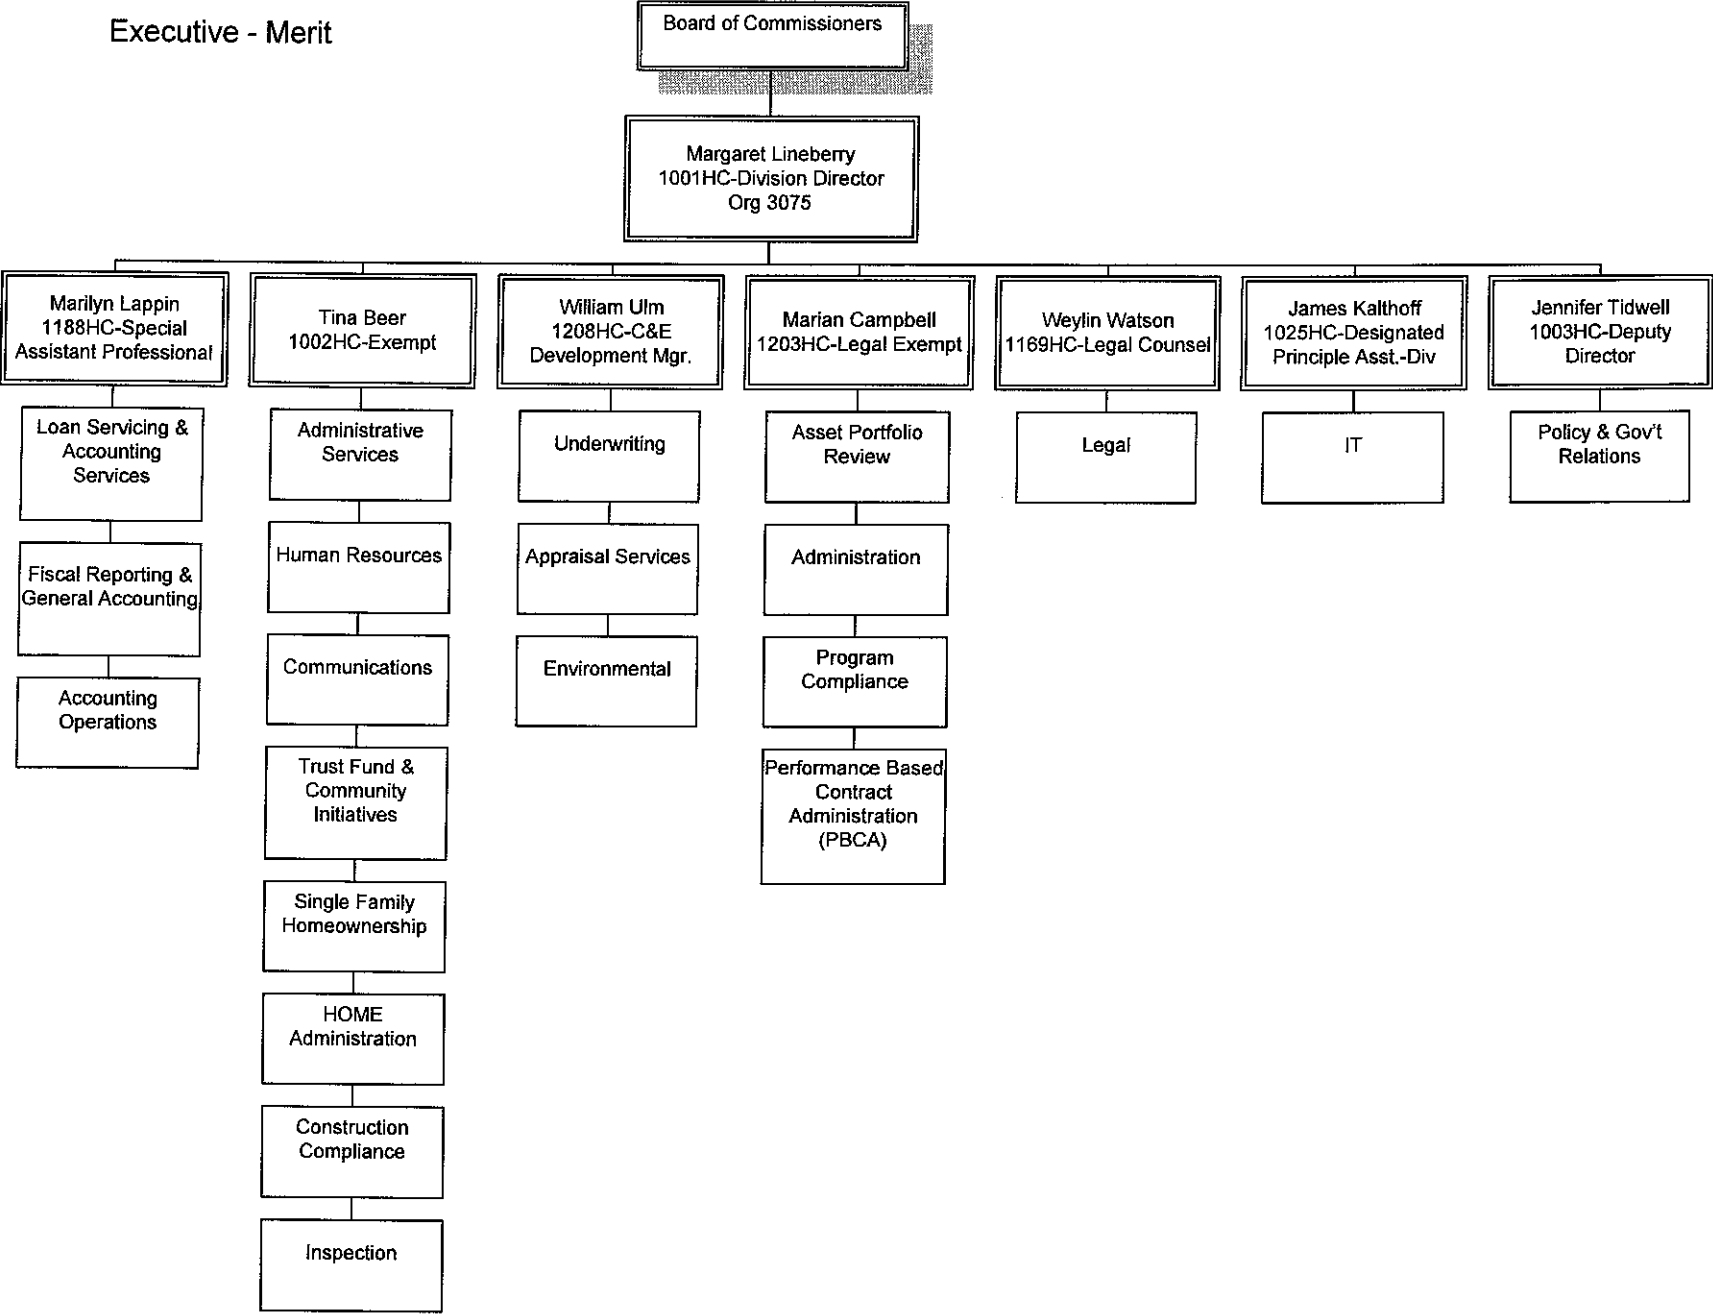 Executive - Merit
Board of Commissioners
Margaret Lineberry
1001HC-Division Director
Org 3075
Marilyn Lappin
1188HC-Special
Assistant Professional
Tina Beer
1002HC-Exempt
William Ulm
1208HC-C&E
Development Mgr.
Marian Campbell
1203HC-Legal Exempt
Weylin Watson
1169HC-Legal Counsel
James Kalthoff
1025HC-Designated
Principle Asst.-Div
Jennifer Tidwell
1003HC-Deputy
Director
Loan Servicing &
Accounting
Services
Fiscal Reporting &
General Accounting
Accounting
Operations
Administrative
Services
Human Resources
Communications
Trust Fund &
Community
Initiatives
Single Family
Homeownership
HOME
Administration
Construction
Compliance
Inspection
Underwriting
Appraisal Services
Environmental
Asset Portfolio
Review
Administration
Program
Compliance
Performance Based
Contract
Administration
(PBCA)
Legal
IT
Policy & Gov't
Relations